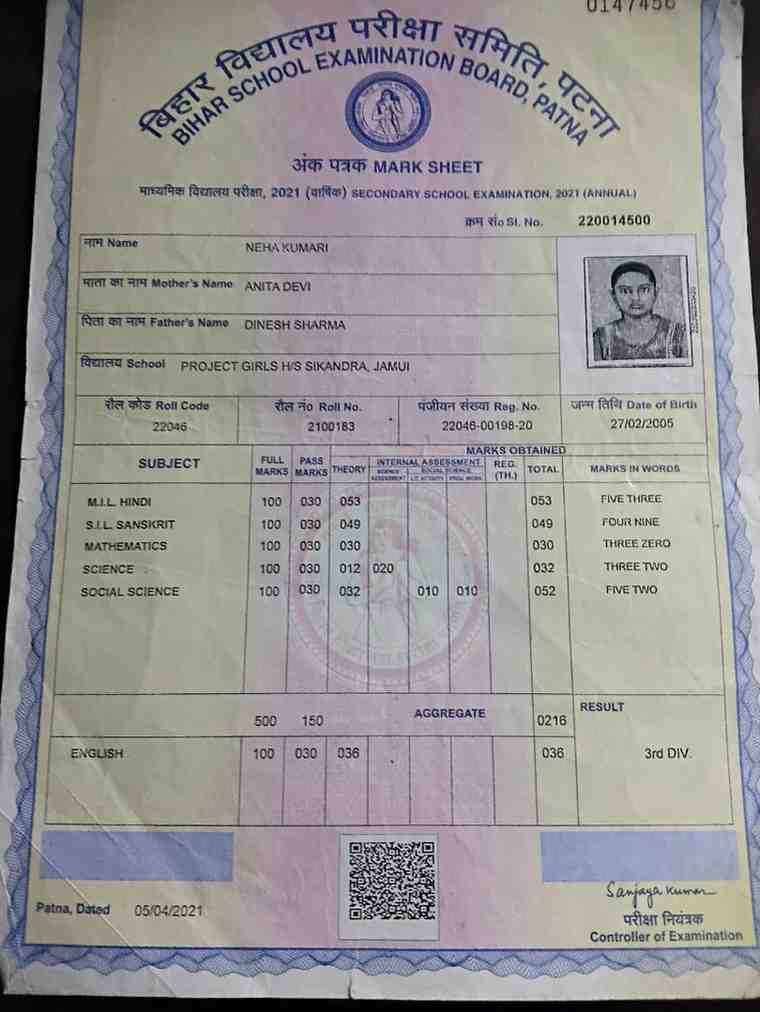 0147456
बिहार विद्यालय परीक्षा समिति, पटना
BIHAR SCHOOL EXAMINATION BOARD, PATNA
अंक पत्रक MARK SHEET
माध्यमिक विद्यालय परीक्षा, 2021 (वार्षिक) SECONDARY SCHOOL EXAMINATION, 2021 (ANNUAL)
क्रम सं० Sl. No. 220014500
नाम Name NEHA KUMARI
माता का नाम Mother's Name ANITA DEVI
पिता का नाम Father's Name DINESH SHARMA
विद्यालय School PROJECT GIRLS H/S SIKANDRA, JAMUI
रौल कोड Roll Code रौल नं० Roll No. पंजीयन संख्या Reg. No. जन्म तिथि Date of Birth
22046 2100183 22046-00198-20 27/02/2005
SUBJECT FULL MARKS PASS MARKS MARKS OBTAINED MARKS IN WORDS
THEORY INTERNAL ASSESSMENT REG. (TH.) TOTAL
SCIENCE ASSESSMENT SOCIAL SCIENCE
LIT. ACTIVITY PROJ. WORK
M.I.L. HINDI 100 030 053 053 FIVE THREE
S.I.L. SANSKRIT 100 030 049 049 FOUR NINE
MATHEMATICS 100 030 030 030 THREE ZERO
SCIENCE 100 030 012 020 032 THREE TWO
SOCIAL SCIENCE 100 030 032 010 010 052 FIVE TWO
500 150 AGGREGATE 0216 RESULT
ENGLISH 100 030 036 036 3rd DIV.
Patna, Dated 05/04/2021
Sanjaya Kumar
परीक्षा नियंत्रक
Controller of Examination